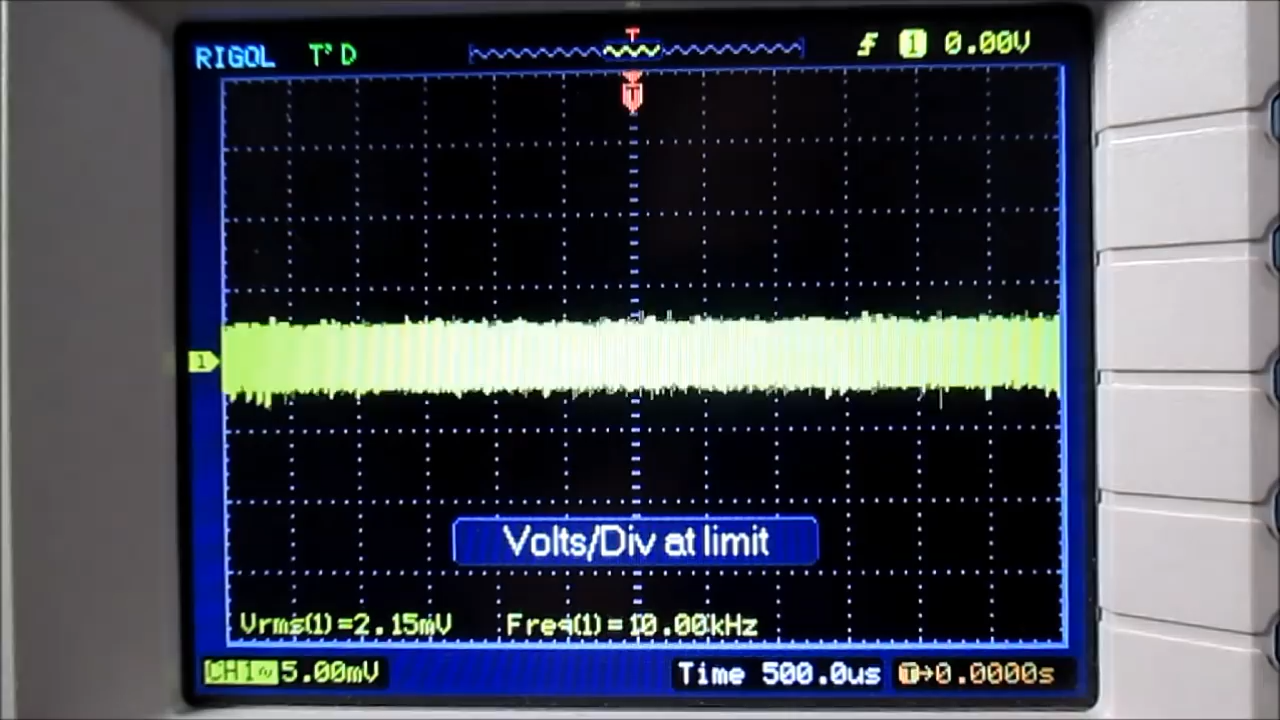 RIGOL T'D 1 0.00V
T
T
1
Volts/Div at limit
Vrms(1)=2.15mV Freq(1)=10.00kHz
CH1~ 5.00mV Time 500.0us T→0.0000s